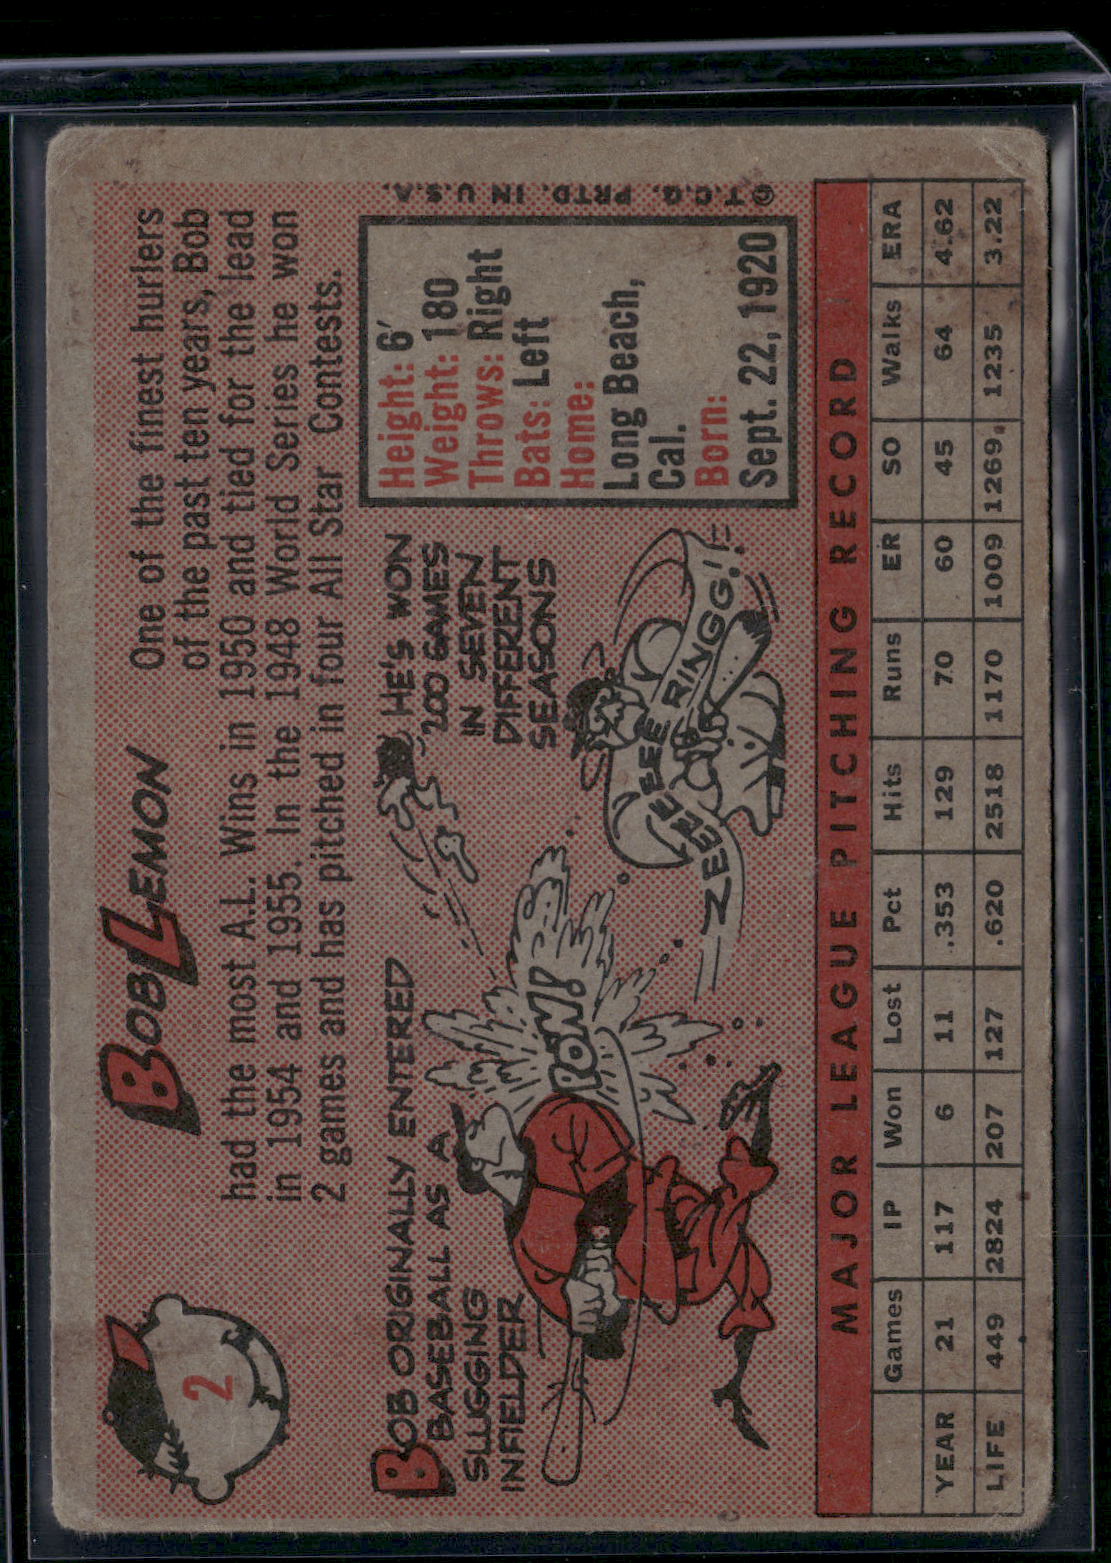 2
BOB LEMON
One of the finest hurlers
of the past ten years, Bob
had the most A.L. Wins in 1950 and tied for the lead
in 1954 and 1955. In the 1948 World Series he won
2 games and has pitched in four All Star Contests.
BOB ORIGINALLY ENTERED
BASEBALL AS A
SLUGGING
INFIELDER
POW!
HE'S WON
200 GAMES
IN SEVEN
DIFFERENT
SEASONS
ZEEEEEEEE RINGG!!
Height: 6'
Weight: 180
Throws: Right
Bats: Left
Home:
Long Beach,
Cal.
Born:
Sept. 22, 1920
© T.C.G. PRTD. IN U.S.A.
MAJOR LEAGUE PITCHING RECORD
Games IP Won Lost Pct Hits Runs ER SO Walks ERA
YEAR 21 117 6 11 .353 129 70 60 45 64 4.62
LIFE 449 2824 207 127 .620 2518 1170 1009 1269 1235 3.22